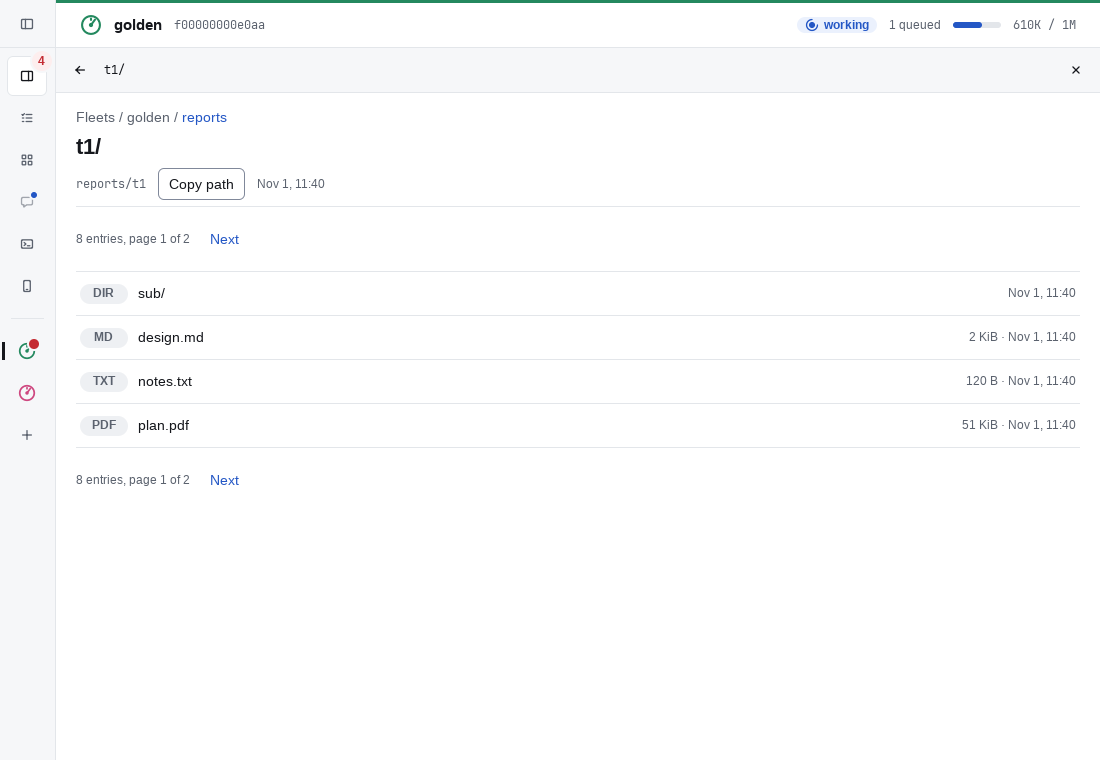 golden f00000000e0aa working 1 queued 610K / 1M
4
t1/
Fleets / golden / reports
t1/
reports/t1 Copy path Nov 1, 11:40
8 entries, page 1 of 2 Next
DIR sub/ Nov 1, 11:40
MD design.md 2 KiB · Nov 1, 11:40
TXT notes.txt 120 B · Nov 1, 11:40
PDF plan.pdf 51 KiB · Nov 1, 11:40
8 entries, page 1 of 2 Next